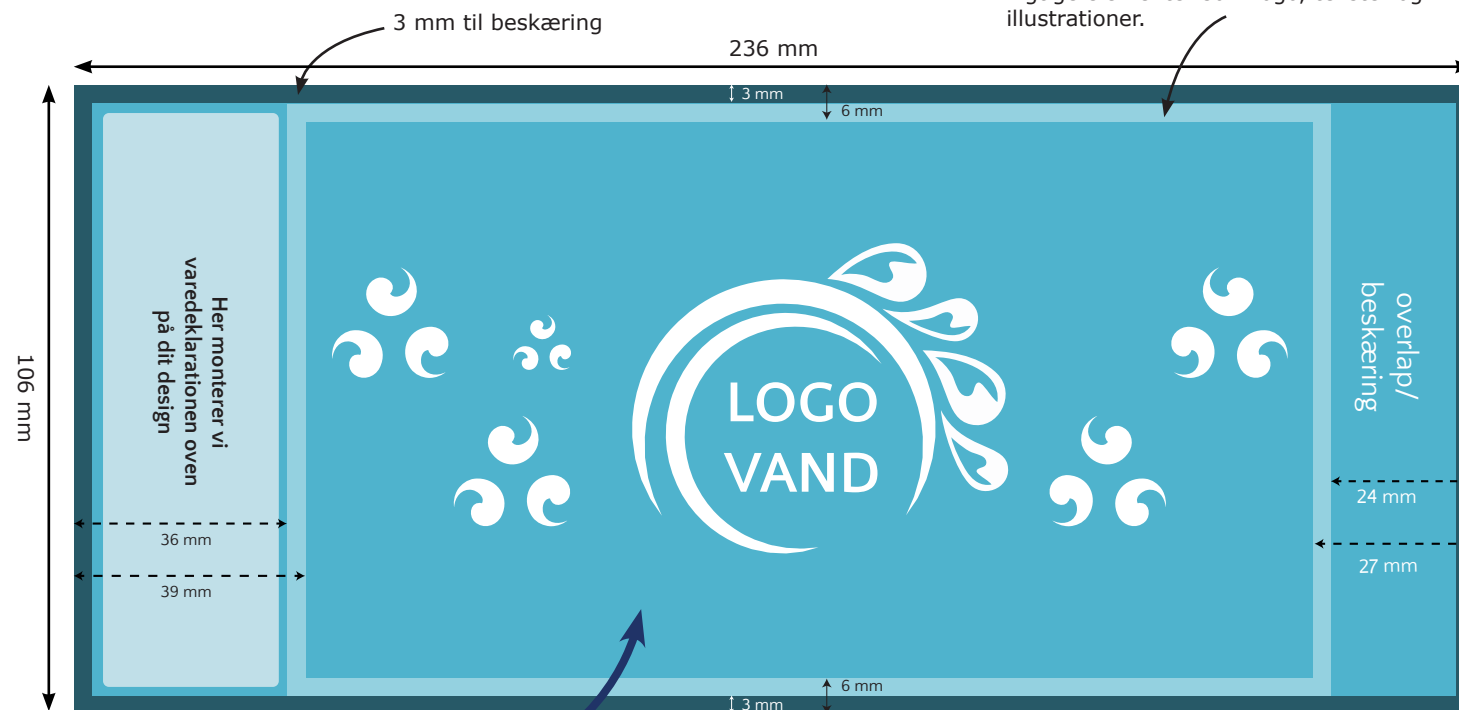 illustrationer.
3 mm til beskæring
236 mm
3 mm
6 mm
106 mm
Her monterer vi
varedeklarationen oven
på dit design
LOGO
VAND
overlap/
beskæring
24 mm
27 mm
36 mm
39 mm
6 mm
3 mm